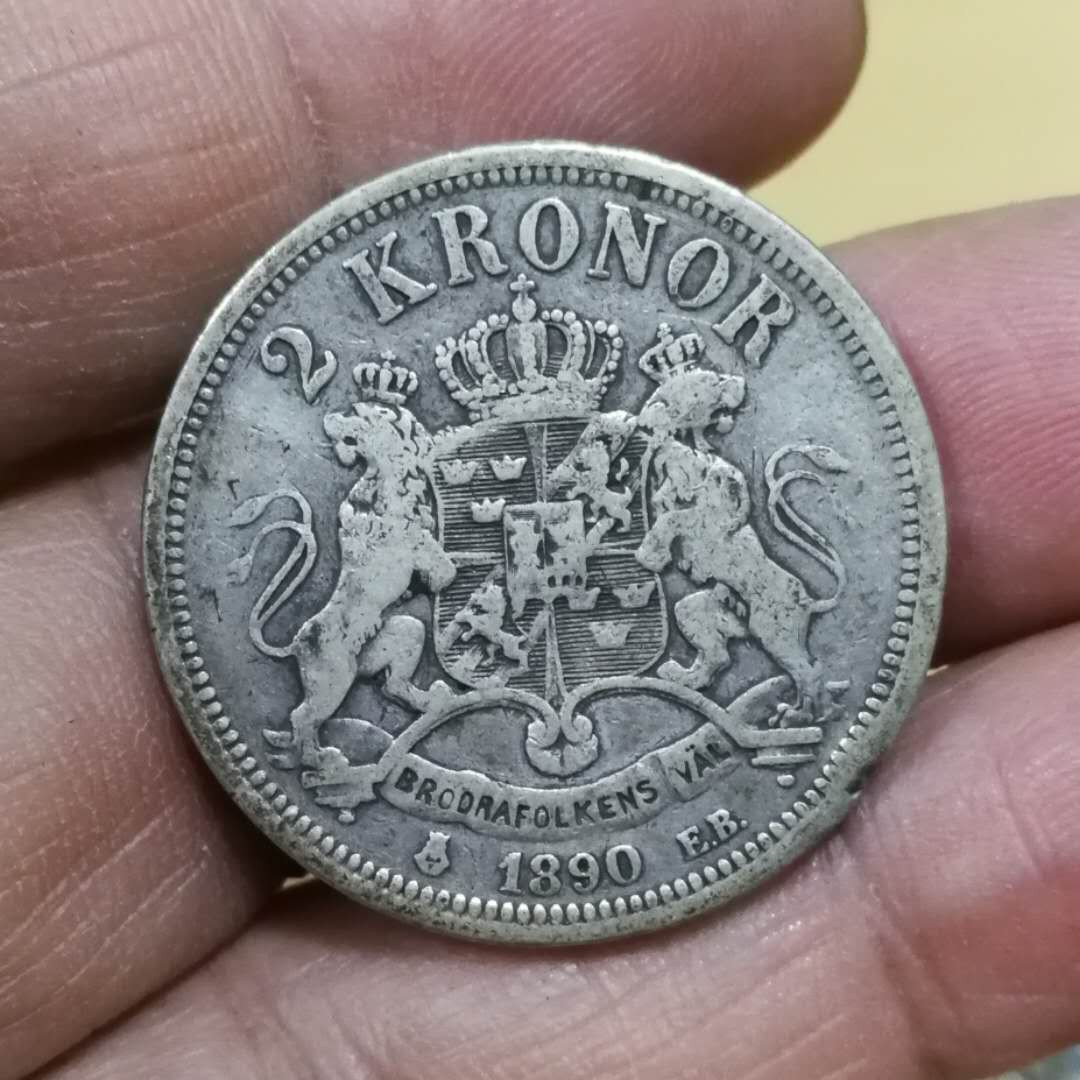 2 KRONOR
BRODRAFOLKENS VÄL
1890 E.B.